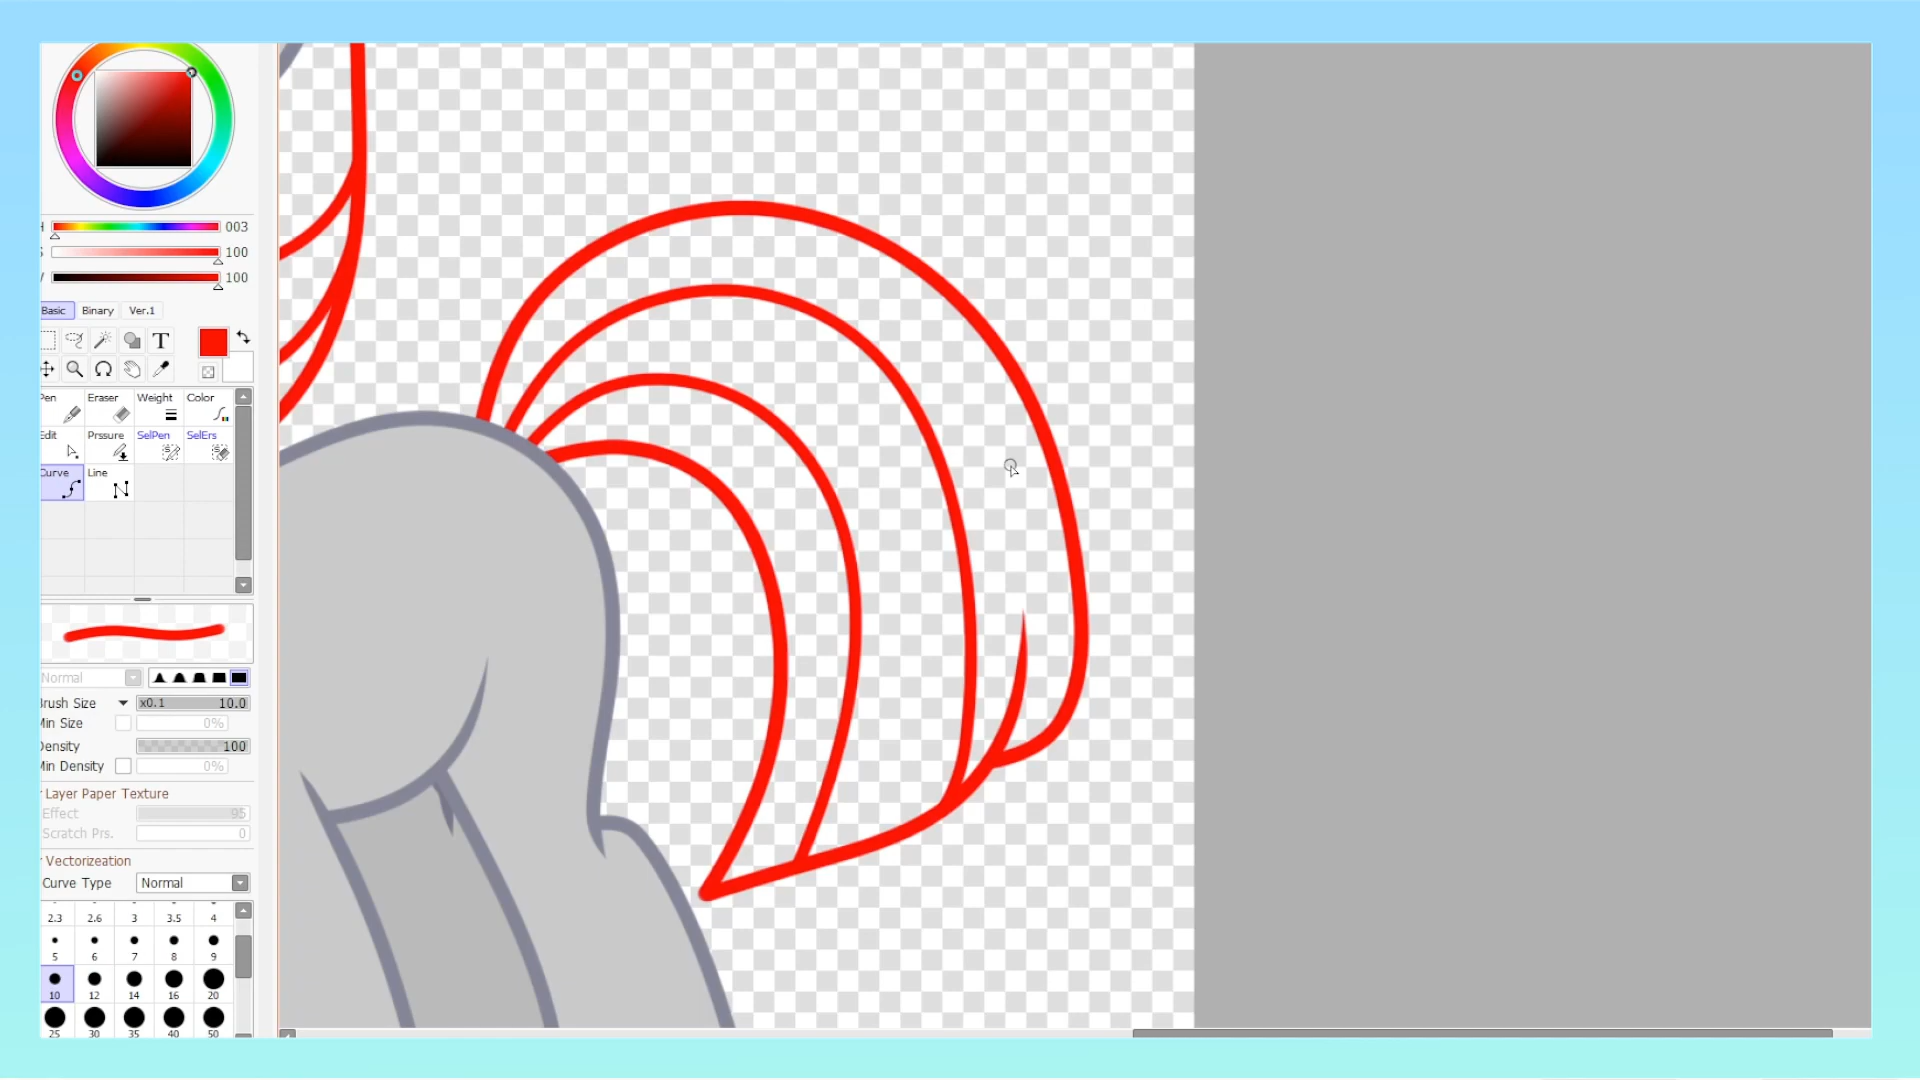 003
100
100
Basic Binary Ver.1
T
Pen Eraser Weight Color
Edit Prssure SelPen SelErs
Curve Line
Normal
Brush Size x0.1 10.0
Min Size 0%
Density 100
Min Density 0%
Layer Paper Texture
Effect 95
Scratch Prs. 0
Vectorizeation
Curve Type Normal
2.3 2.6 3 3.5 4
5 6 7 8 9
10 12 14 16 20
25 30 35 40 50